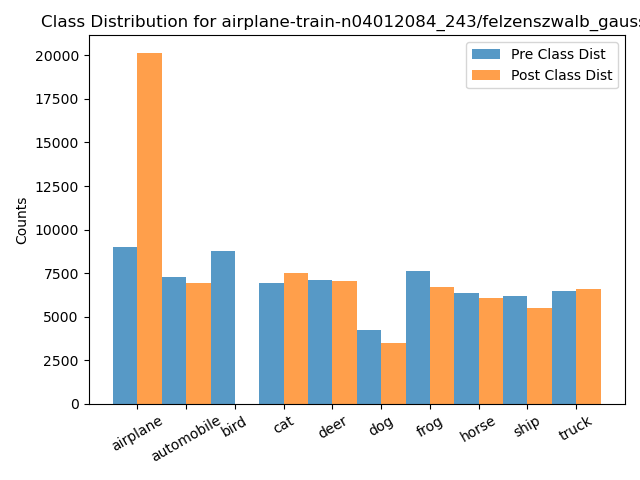 Class Distribution for airplane-train-n04012084_243/felzenszwalb_gauss
Pre Class Dist
Post Class Dist
20000
17500
15000
12500
10000
7500
5000
2500
0
Counts
airplane
automobile
bird
cat
deer
dog
frog
horse
ship
truck